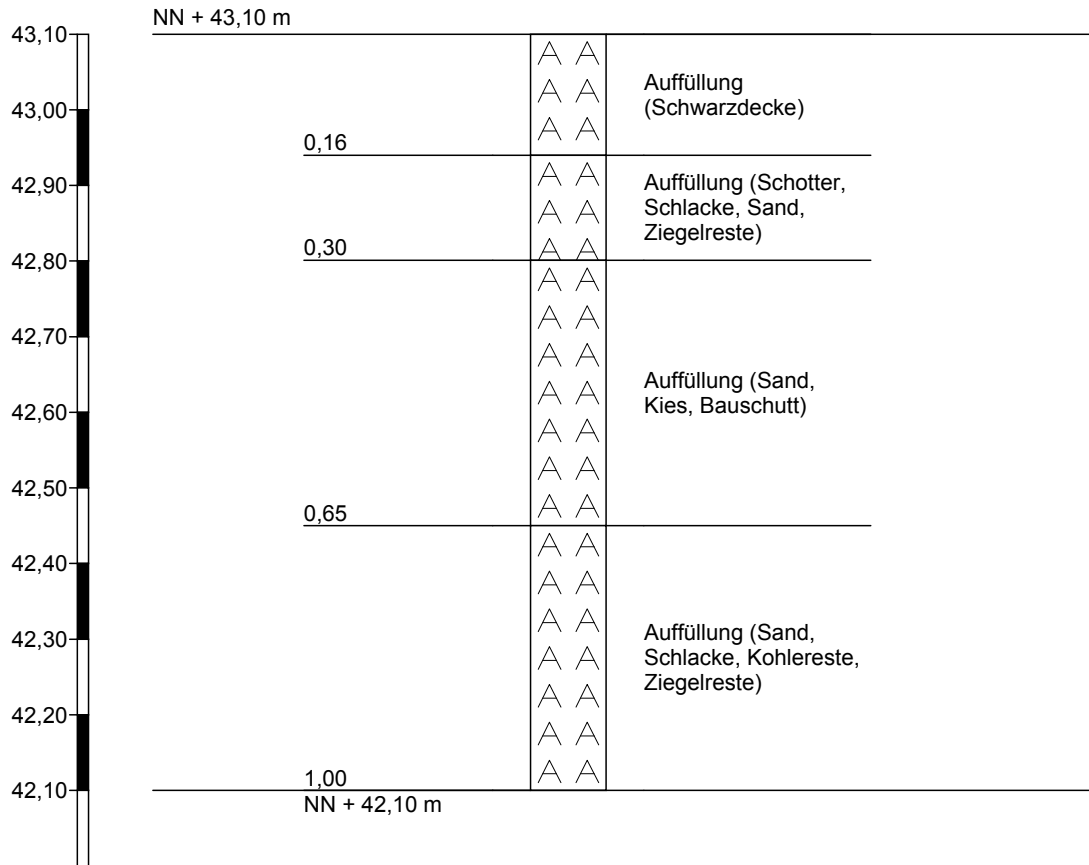 NN + 43,10 m
43,10
Auffüllung
(Schwarzdecke)
43,00
0,16
42,90
Auffüllung (Schotter,
Schlacke, Sand,
Ziegelreste)
0,30
42,80
42,70
Auffüllung (Sand,
Kies, Bauschutt)
42,60
42,50
0,65
42,40
42,30
Auffüllung (Sand,
Schlacke, Kohlereste,
Ziegelreste)
42,20
1,00
42,10
NN + 42,10 m